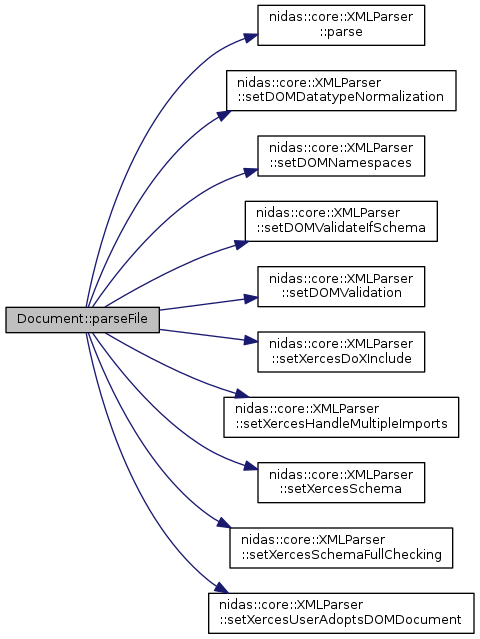 nidas::core::XMLParser
::parse
nidas::core::XMLParser
::setDOMDatatypeNormalization
nidas::core::XMLParser
::setDOMNamespaces
nidas::core::XMLParser
::setDOMValidateIfSchema
nidas::core::XMLParser
::setDOMValidation
Document::parseFile
nidas::core::XMLParser
::setXercesDoXInclude
nidas::core::XMLParser
::setXercesHandleMultipleImports
nidas::core::XMLParser
::setXercesSchema
nidas::core::XMLParser
::setXercesSchemaFullChecking
nidas::core::XMLParser
::setXercesUserAdoptsDOMDocument